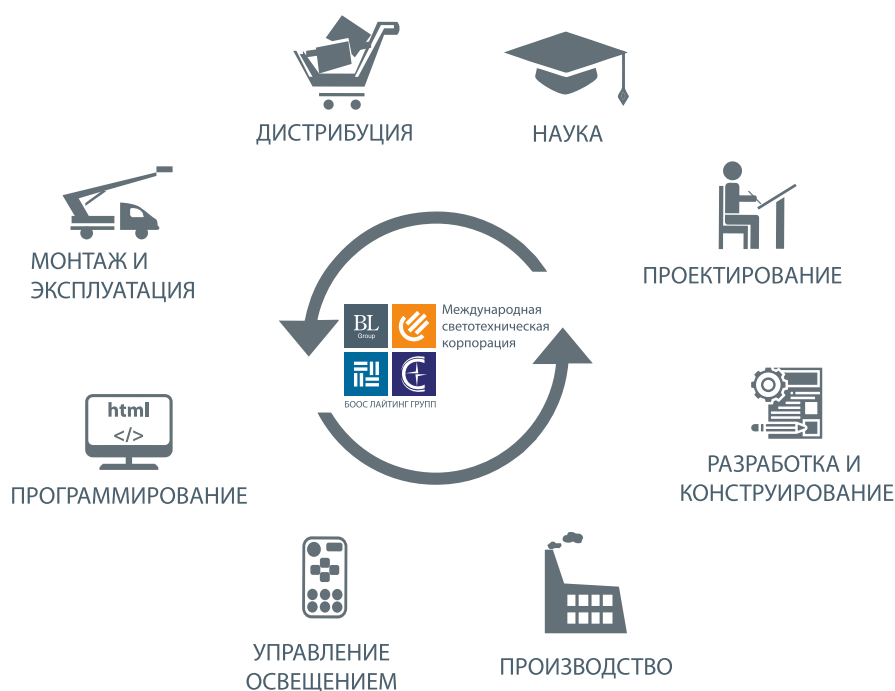 ДИСТРИБУЦИЯ
НАУКА
МОНТАЖ И
ЭКСПЛУАТАЦИЯ
ПРОЕКТИРОВАНИЕ
BL
Group
Международная
светотехническая
корпорация
БООС ЛАЙТИНГ ГРУПП
html
</>
ПРОГРАММИРОВАНИЕ
РАЗРАБОТКА И
КОНСТРУИРОВАНИЕ
УПРАВЛЕНИЕ
ОСВЕЩЕНИЕМ
ПРОИЗВОДСТВО